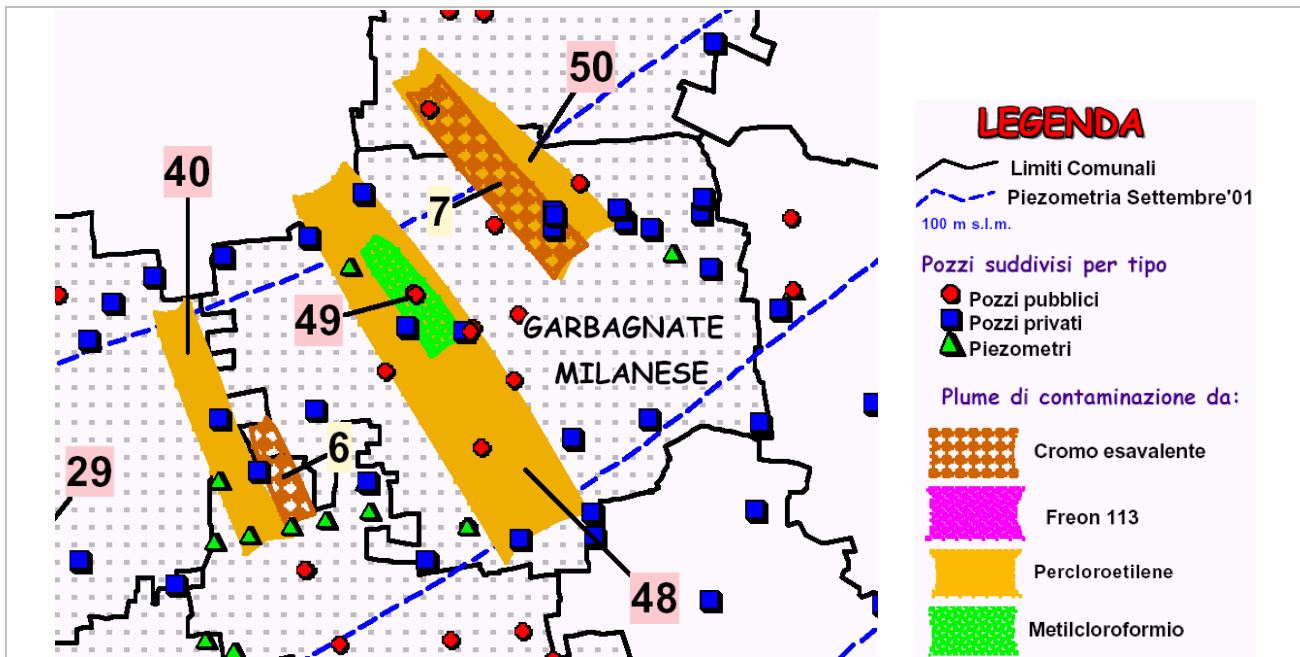 50
40
7
49
GARBAGNATE
MILANESE
6
29
48
LEGENDA
Limiti Comunali
Piezometria Settembre'01
100 m s.l.m.
Pozzi suddivisi per tipo
Pozzi pubblici
Pozzi privati
Piezometri
Plume di contaminazione da:
Cromo esavalente
Freon 113
Percloroetilene
Metilcloroformio